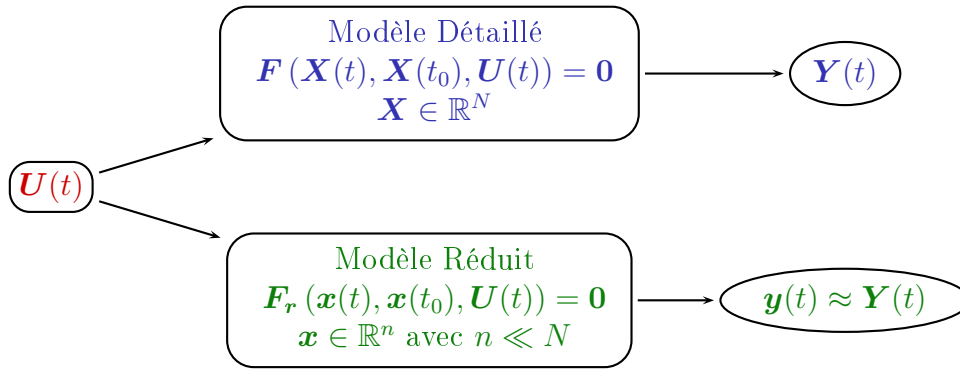 Modèle Détaillé
F (X(t), X(t₀), U(t)) = 0
X ∈ ℝᴺ
Y(t)
U(t)
Modèle Réduit
Fᵣ (x(t), x(t₀), U(t)) = 0
x ∈ ℝⁿ avec n ≪ N
y(t) ≈ Y(t)